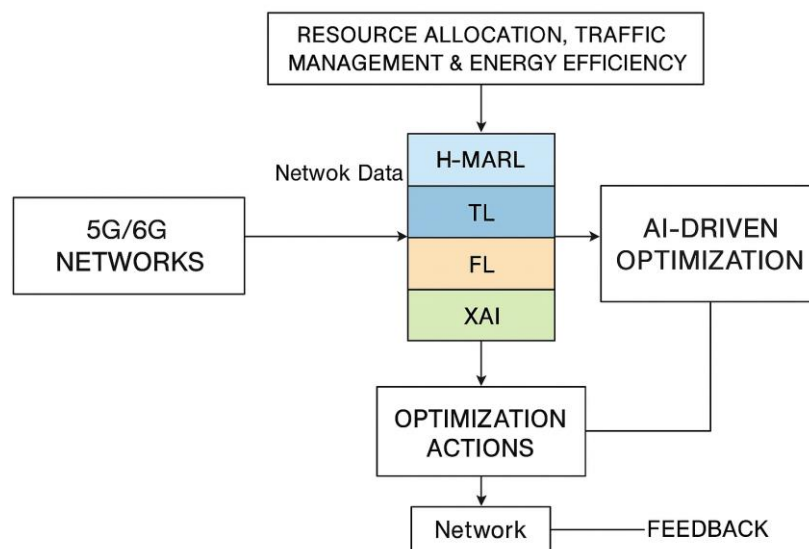 RESOURCE ALLOCATION, TRAFFIC
MANAGEMENT & ENERGY EFFICIENCY
H-MARL
Netwok Data
TL
5G/6G
NETWORKS
AI-DRIVEN
OPTIMIZATION
FL
XAI
OPTIMIZATION
ACTIONS
Network
FEEDBACK